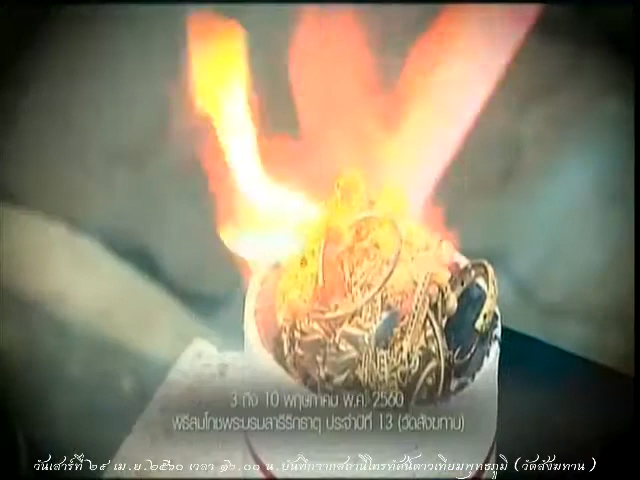 3 ถึง 10 พฤษภาคม พ.ศ. 2560
พิธีสมโภชพระบรมสารีริกธาตุ ประจำปีที่ 13 (วัดสังฆทาน)
วันเสาร์ที่ ๒๙ เม.ย.๒๕๖๐ เวลา ๑๖.๐๐ น.บันทึกจากสถานีโทรทัศน์ดาวเทียมพุทธภูมิ (วัดสังฆทาน)